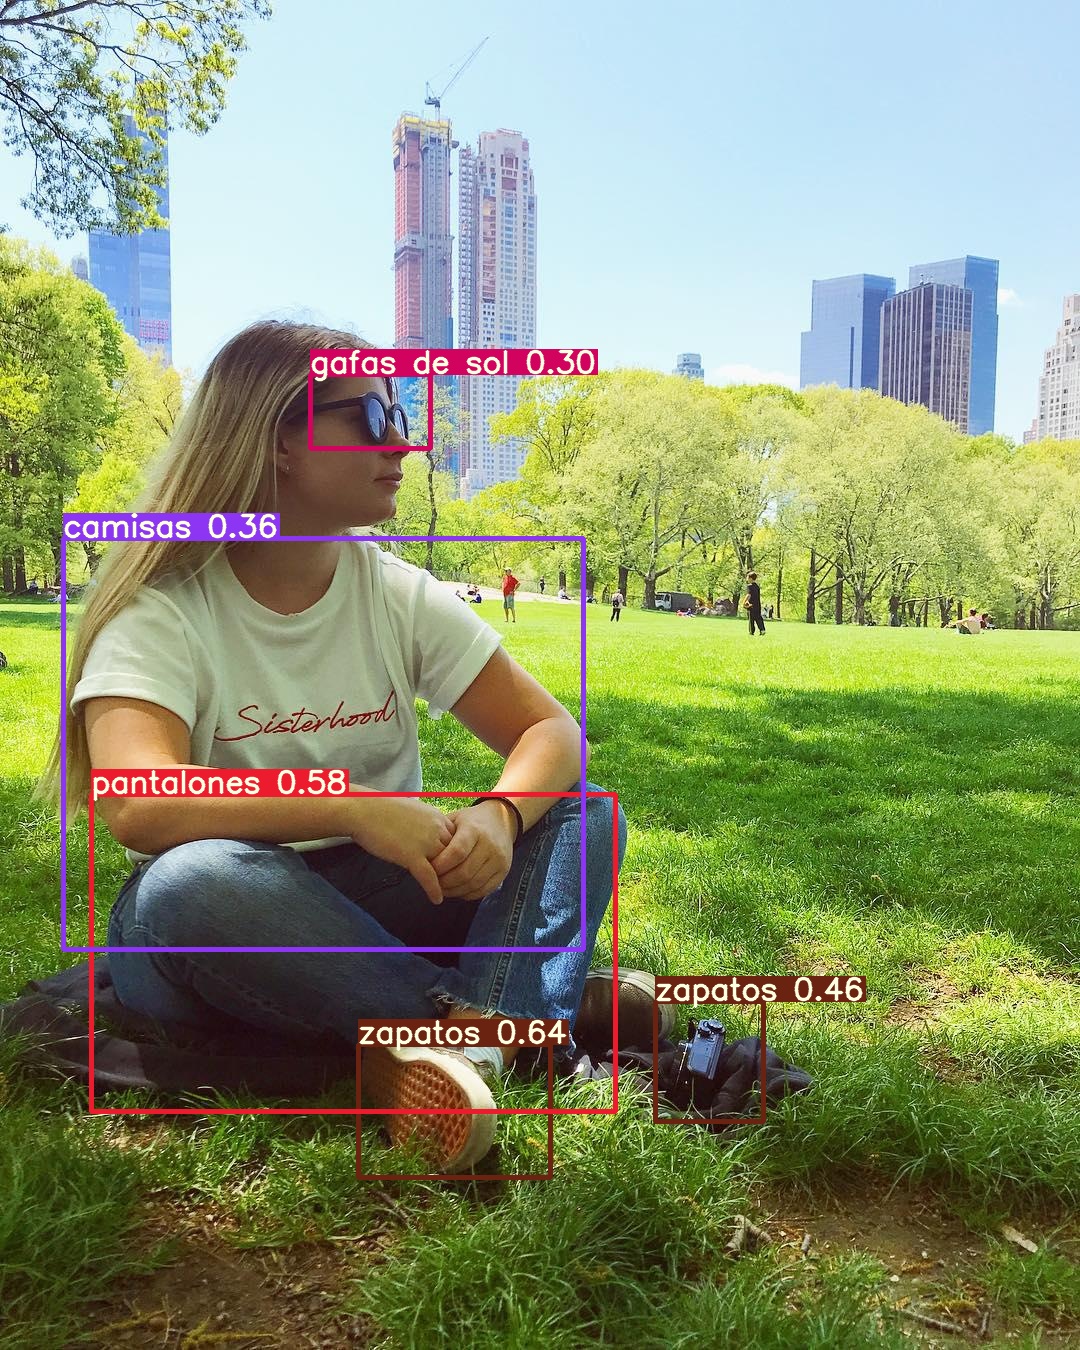 gafas de sol 0.30
camisas 0.36
Sisterhood
pantalones 0.58
zapatos 0.46
zapatos 0.64